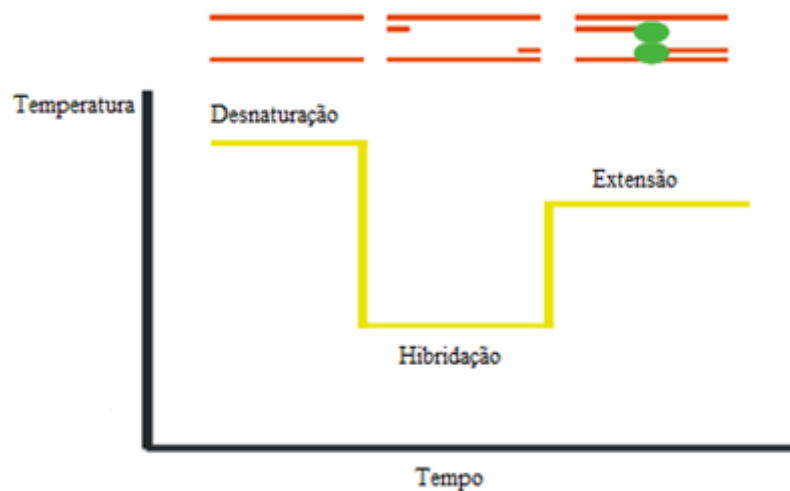 Temperatura
Desnaturação
Extensão
Hibridação
Tempo